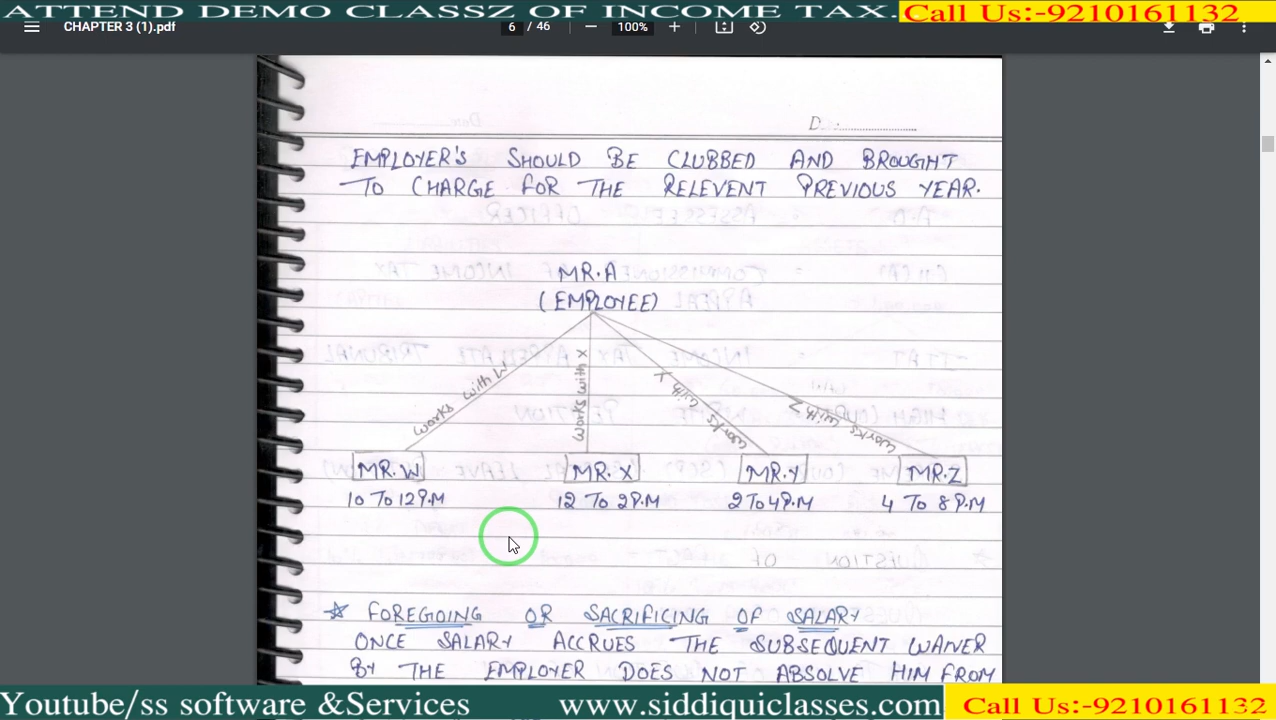 ATTEND DEMO CLASSZ OF INCOME TAX. Call Us:-9210161132
CHAPTER 3 (1).pdf 6 / 46 100%
D
EMPLOYER'S SHOULD BE CLUBBED AND BROUGHT
TO CHARGE FOR THE RELEVENT PREVIOUS YEAR.
MR.A
(EMPLOYEE)
Works with W
Works with X
Works with Y
Works with Z
MR.W MR.X MR.Y MR.Z
10 TO 12 P.M 12 TO 2 P.M 2 TO 4 P.M 4 TO 8 P.M
☆ FOREGOING OR SACRIFICING OF SALARY
ONCE SALARY ACCRUES THE SUBSEQUENT WAIVER
BY THE EMPLOYER DOES NOT ABSOLVE HIM FROM
Youtube/ss software &Services www.siddiquiclasses.com Call Us:-9210161132